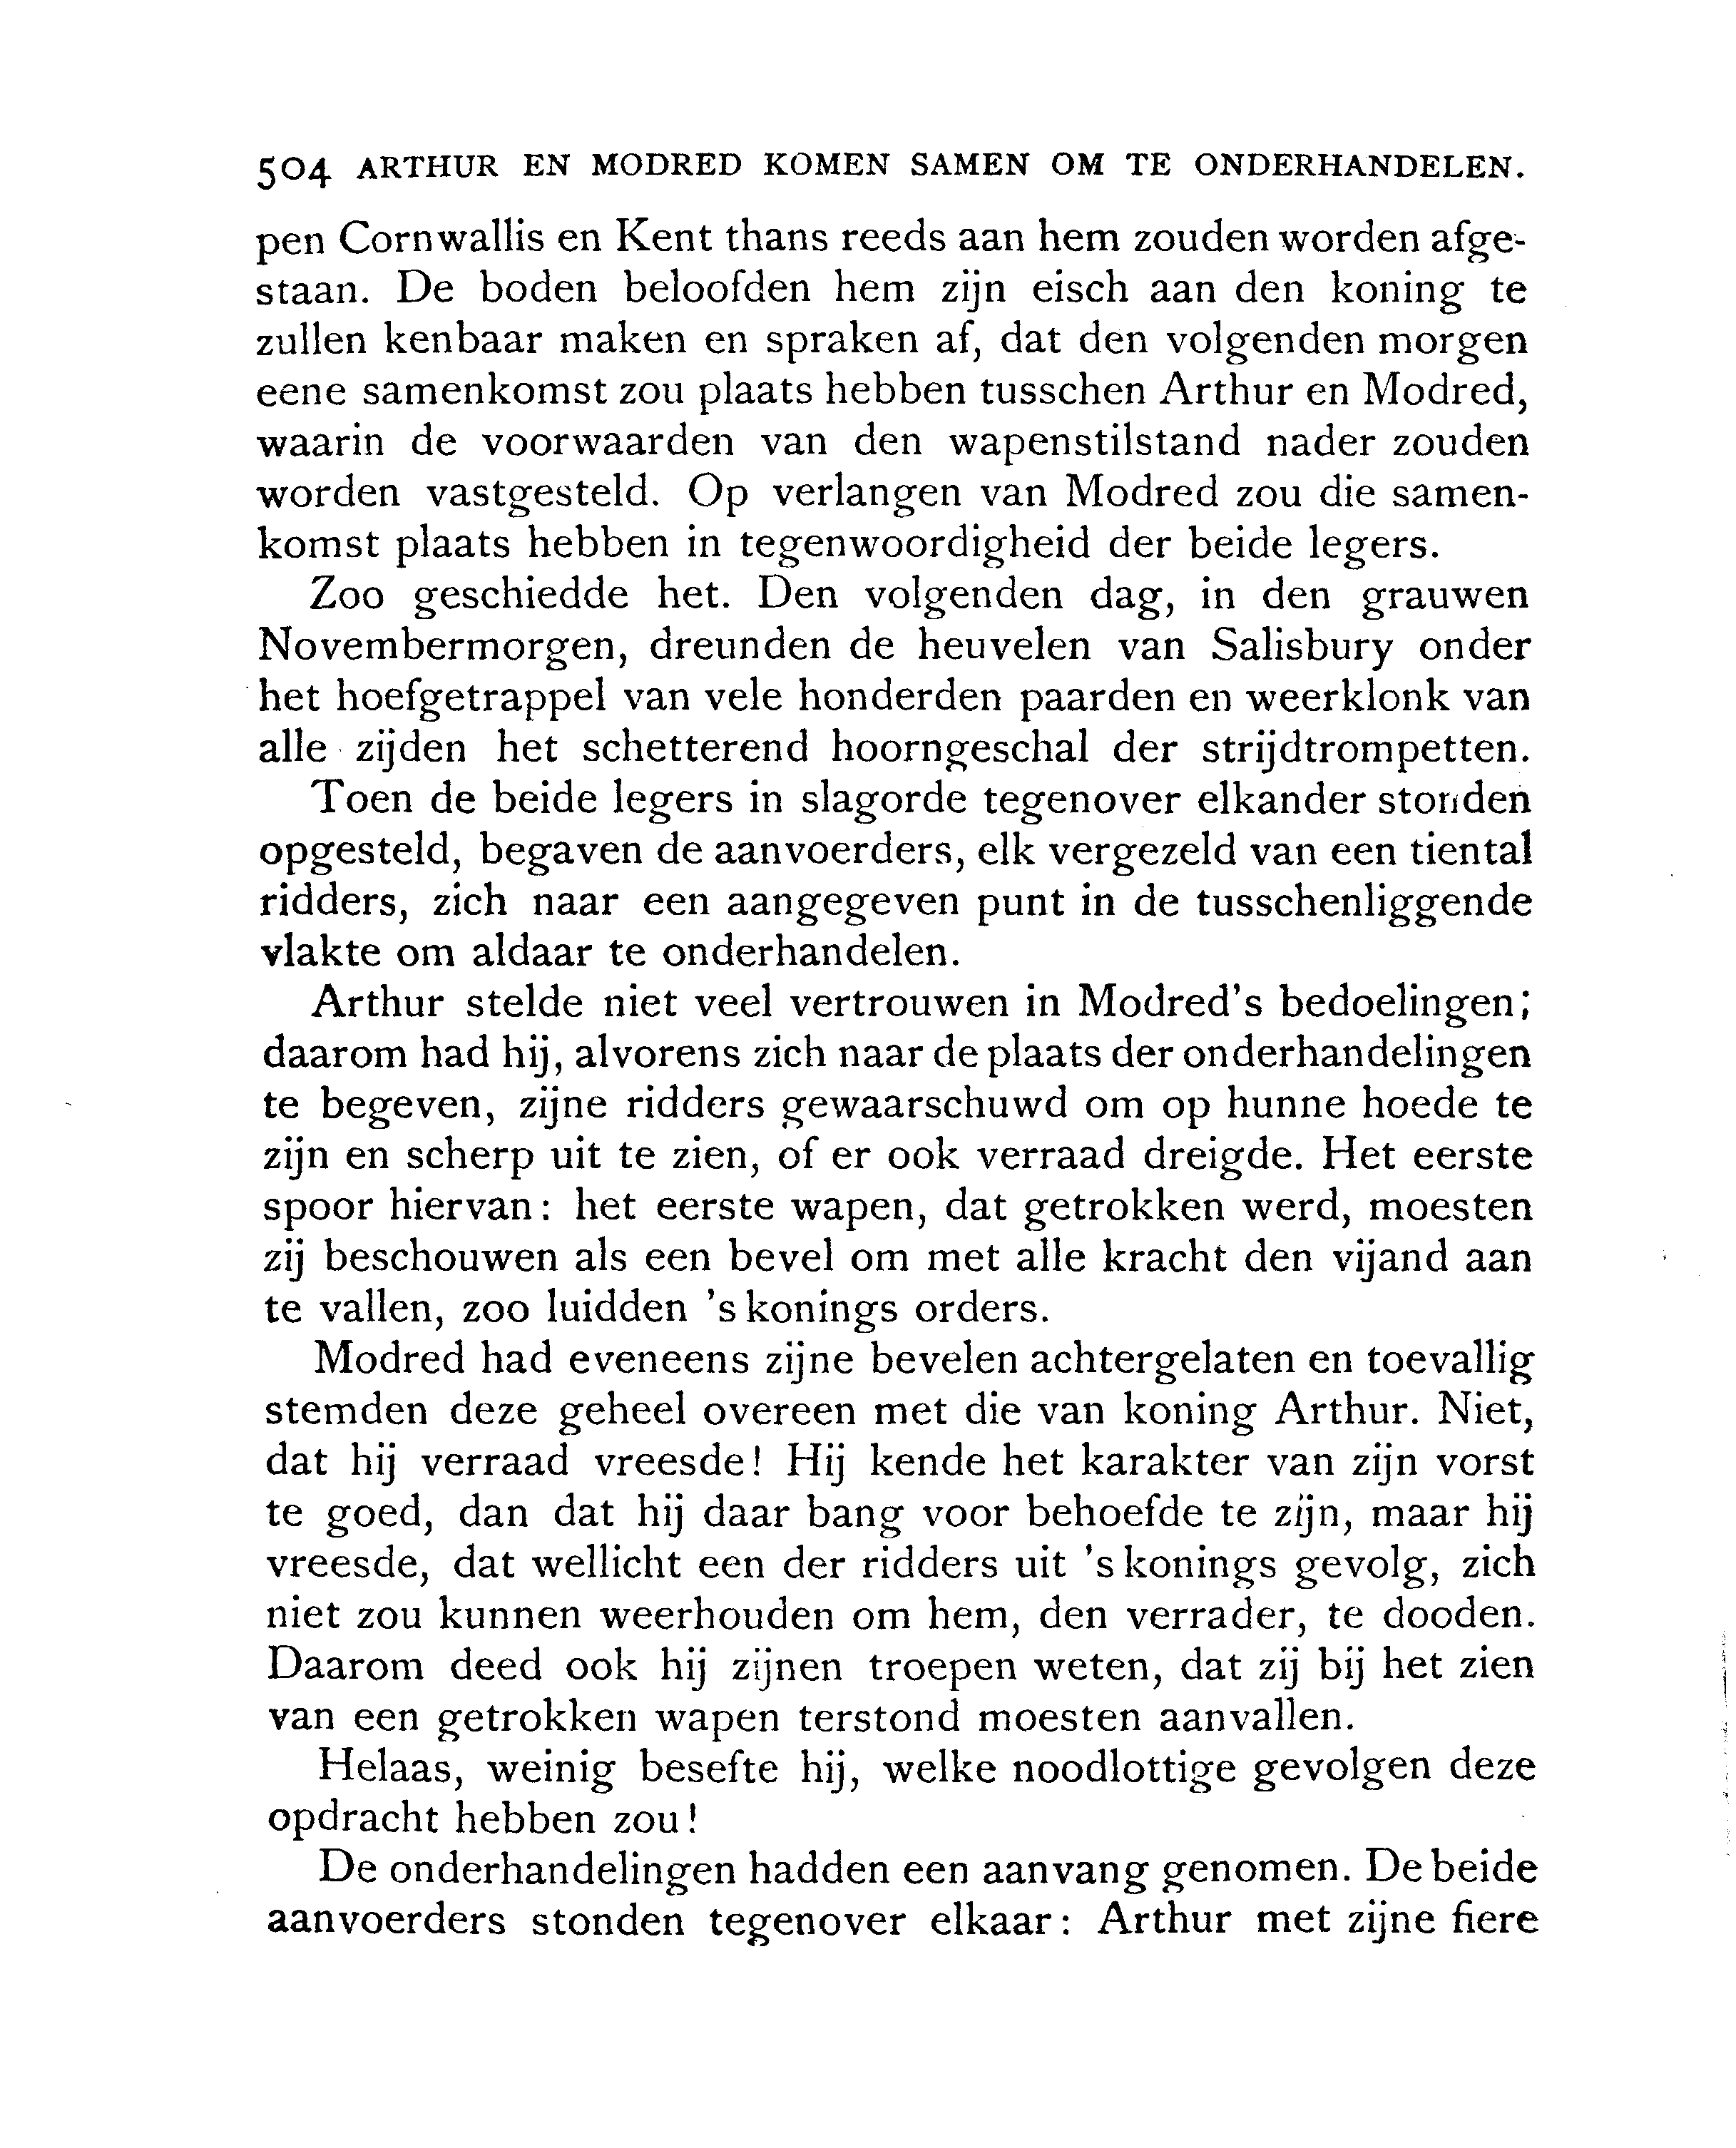 504 ARTHUR EN MODRED KOMEN SAMEN OM TE ONDERHANDELEN.
pen Cornwallis en Kent thans reeds aan hem zouden worden afge-
staan. De boden beloofden hem zijn eisch aan den koning te
zullen kenbaar maken en spraken af, dat den volgenden morgen
eene samenkomst zou plaats hebben tusschen Arthur en Modred,
waarin de voorwaarden van den wapenstilstand nader zouden
worden vastgesteld. Op verlangen van Modred zou die samen-
komst plaats hebben in tegenwoordigheid der beide legers.
Zoo geschiedde het. Den volgenden dag, in den grauwen
Novembermorgen, dreunden de heuvelen van Salisbury onder
het hoefgetrappel van vele honderden paarden en weerklonk van
alle zijden het schetterend hoorngeschal der strijdtrompetten.
Toen de beide legers in slagorde tegenover elkander stonden
opgesteld, begaven de aanvoerders, elk vergezeld van een tiental
ridders, zich naar een aangegeven punt in de tusschenliggende
vlakte om aldaar te onderhandelen.
Arthur stelde niet veel vertrouwen in Modred's bedoelingen;
daarom had hij, alvorens zich naar de plaats der onderhandelingen
te begeven, zijne ridders gewaarschuwd om op hunne hoede te
zijn en scherp uit te zien, of er ook verraad dreigde. Het eerste
spoor hiervan: het eerste wapen, dat getrokken werd, moesten
zij beschouwen als een bevel om met alle kracht den vijand aan
te vallen, zoo luidden 's konings orders.
Modred had eveneens zijne bevelen achtergelaten en toevallig
stemden deze geheel overeen met die van koning Arthur. Niet,
dat hij verraad vreesde! Hij kende het karakter van zijn vorst
te goed, dan dat hij daar bang voor behoefde te zijn, maar hij
vreesde, dat wellicht een der ridders uit 's konings gevolg, zich
niet zou kunnen weerhouden om hem, den verrader, te dooden.
Daarom deed ook hij zijnen troepen weten, dat zij bij het zien
van een getrokken wapen terstond moesten aanvallen.
Helaas, weinig besefte hij, welke noodlottige gevolgen deze
opdracht hebben zou!
De onderhandelingen hadden een aanvang genomen. De beide
aanvoerders stonden tegenover elkaar: Arthur met zijne fiere